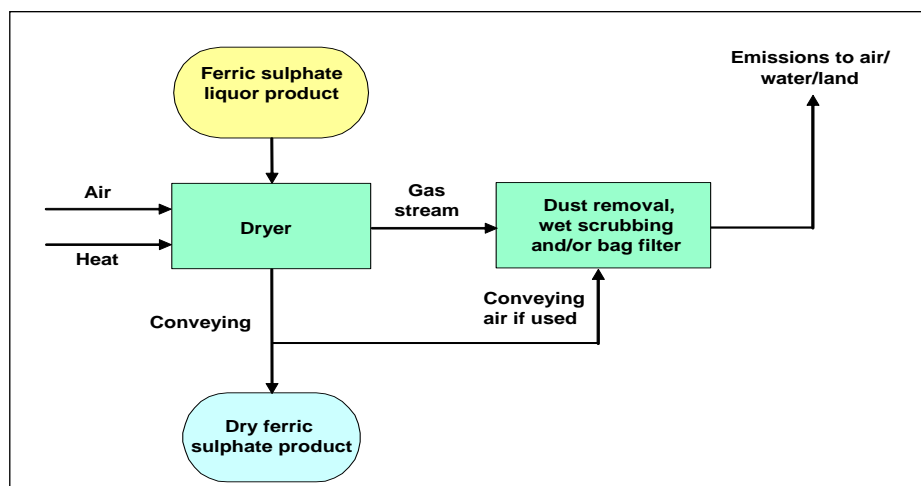 Ferric sulphate
liquor product
Emissions to air/
water/land
Air
Heat
Dryer
Gas
stream
Dust removal,
wet scrubbing
and/or bag filter
Conveying
Conveying
air if used
Dry ferric
sulphate product